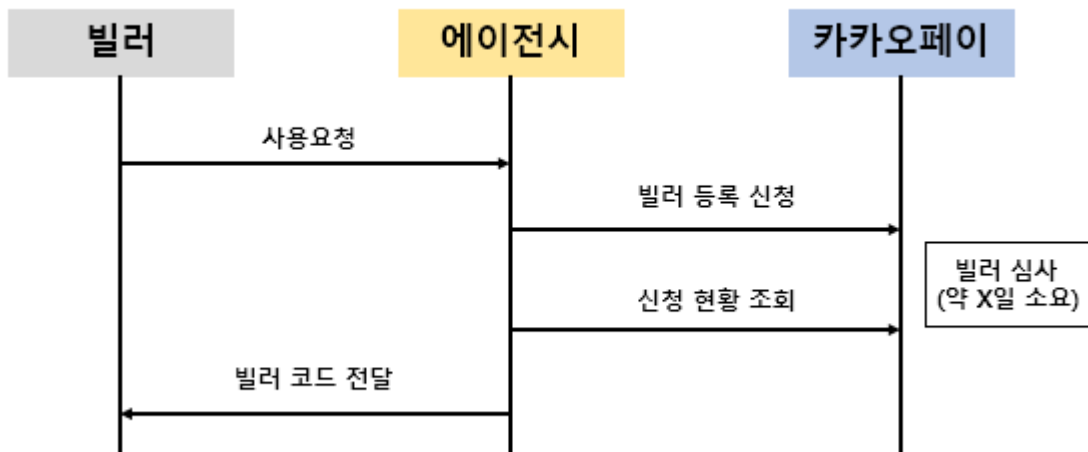 빌러
에이전시
카카오페이
사용요청
빌러 등록 신청
빌러 심사
(약 X일 소요)
신청 현황 조회
빌러 코드 전달